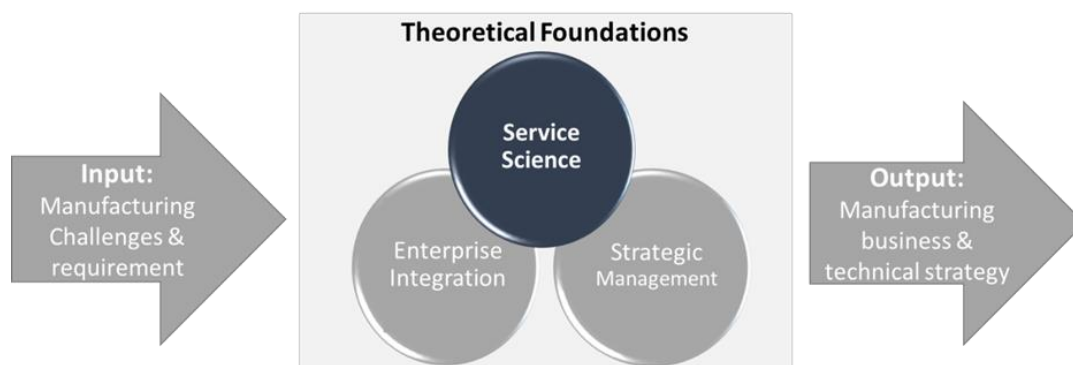 Theoretical Foundations
Input:
Manufacturing
Challenges &
requirement
Service
Science
Enterprise
Integration
Strategic
Management
Output:
Manufacturing
business &
technical strategy